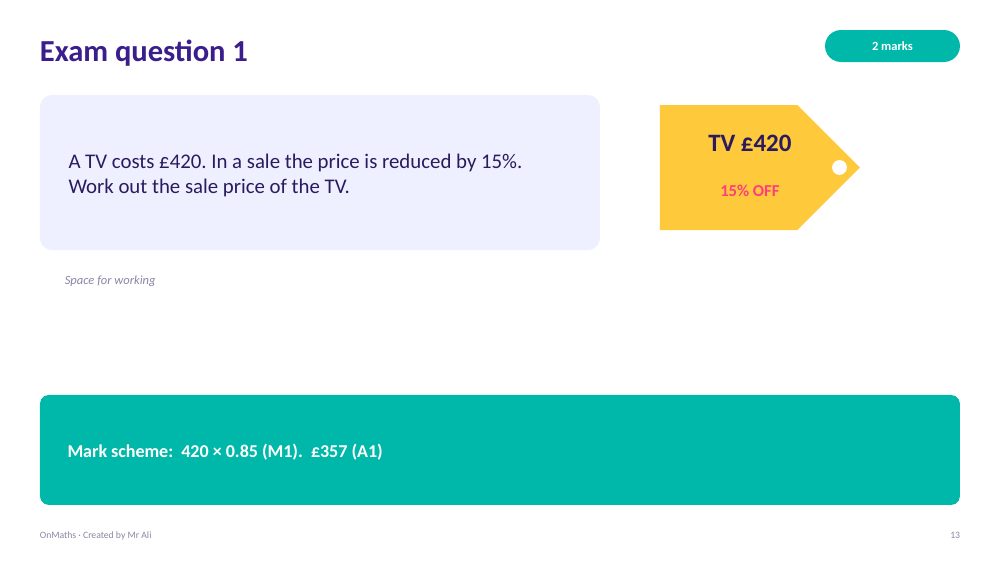 Exam question 1
2 marks
A TV costs £420. In a sale the price is reduced by 15%.
Work out the sale price of the TV.
TV £420
15% OFF
Space for working
Mark scheme:  420 × 0.85 (M1).  £357 (A1)
OnMaths · Created by Mr Ali
13